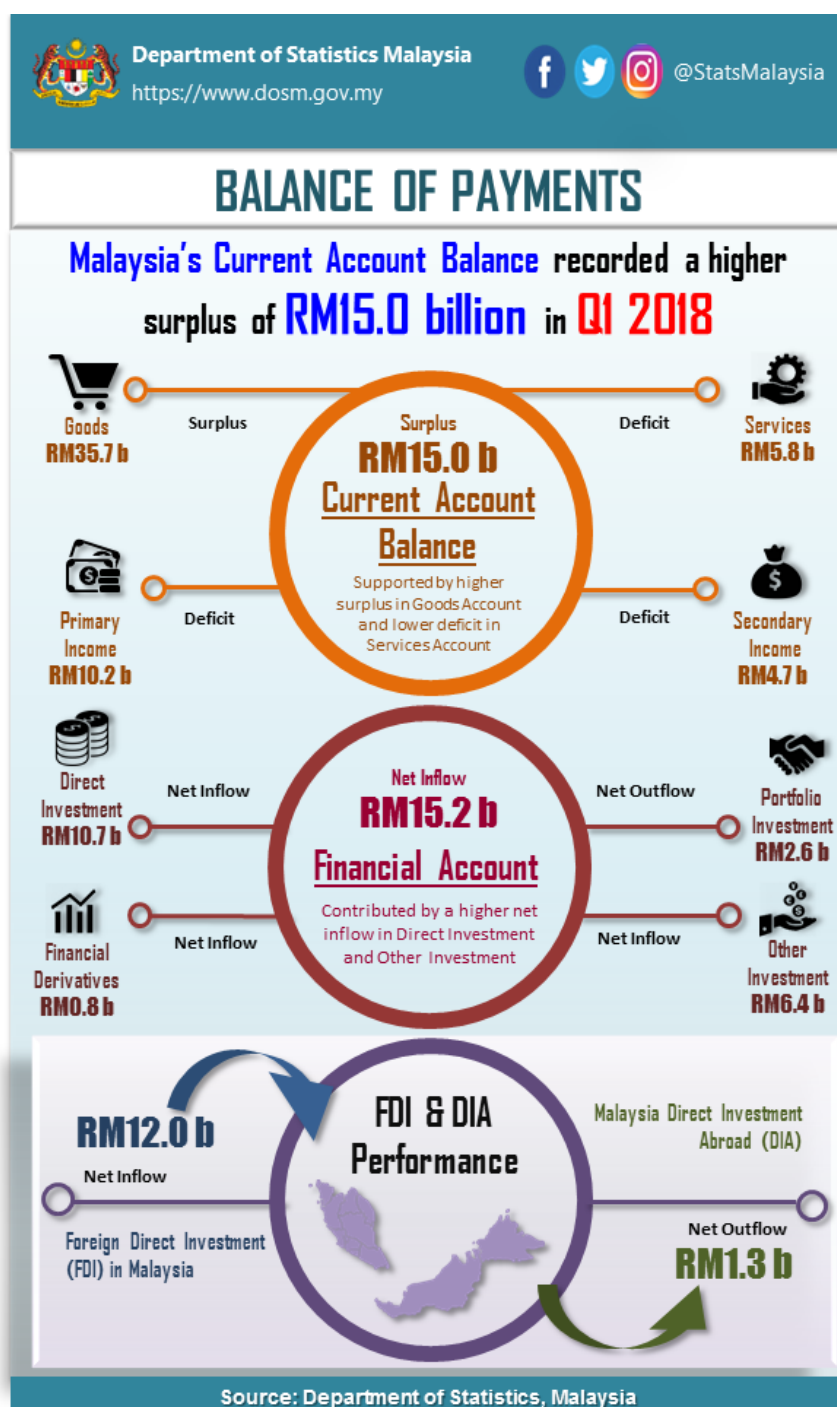 Department of Statistics Malaysia
https://www.dosm.gov.my
@StatsMalaysia
BALANCE OF PAYMENTS
Malaysia's Current Account Balance recorded a higher
surplus of RM15.0 billion in Q1 2018
Goods
RM35.7 b
Surplus
Surplus
RM15.0 b
Current Account
Balance
Supported by higher
surplus in Goods Account
and lower deficit in
Services Account
Deficit
Services
RM5.8 b
Primary
Income
RM10.2 b
Deficit
Deficit
Secondary
Income
RM4.7 b
Direct
Investment
RM10.7 b
Net Inflow
Net Inflow
RM15.2 b
Financial Account
Contributed by a higher net
inflow in Direct Investment
and Other Investment
Net Outflow
Portfolio
Investment
RM2.6 b
Financial
Derivatives
RM0.8 b
Net Inflow
Net Inflow
Other
Investment
RM6.4 b
RM12.0 b
Net Inflow
Foreign Direct Investment
(FDI) in Malaysia
FDI & DIA
Performance
Malaysia Direct Investment
Abroad (DIA)
Net Outflow
RM1.3 b
Source: Department of Statistics, Malaysia